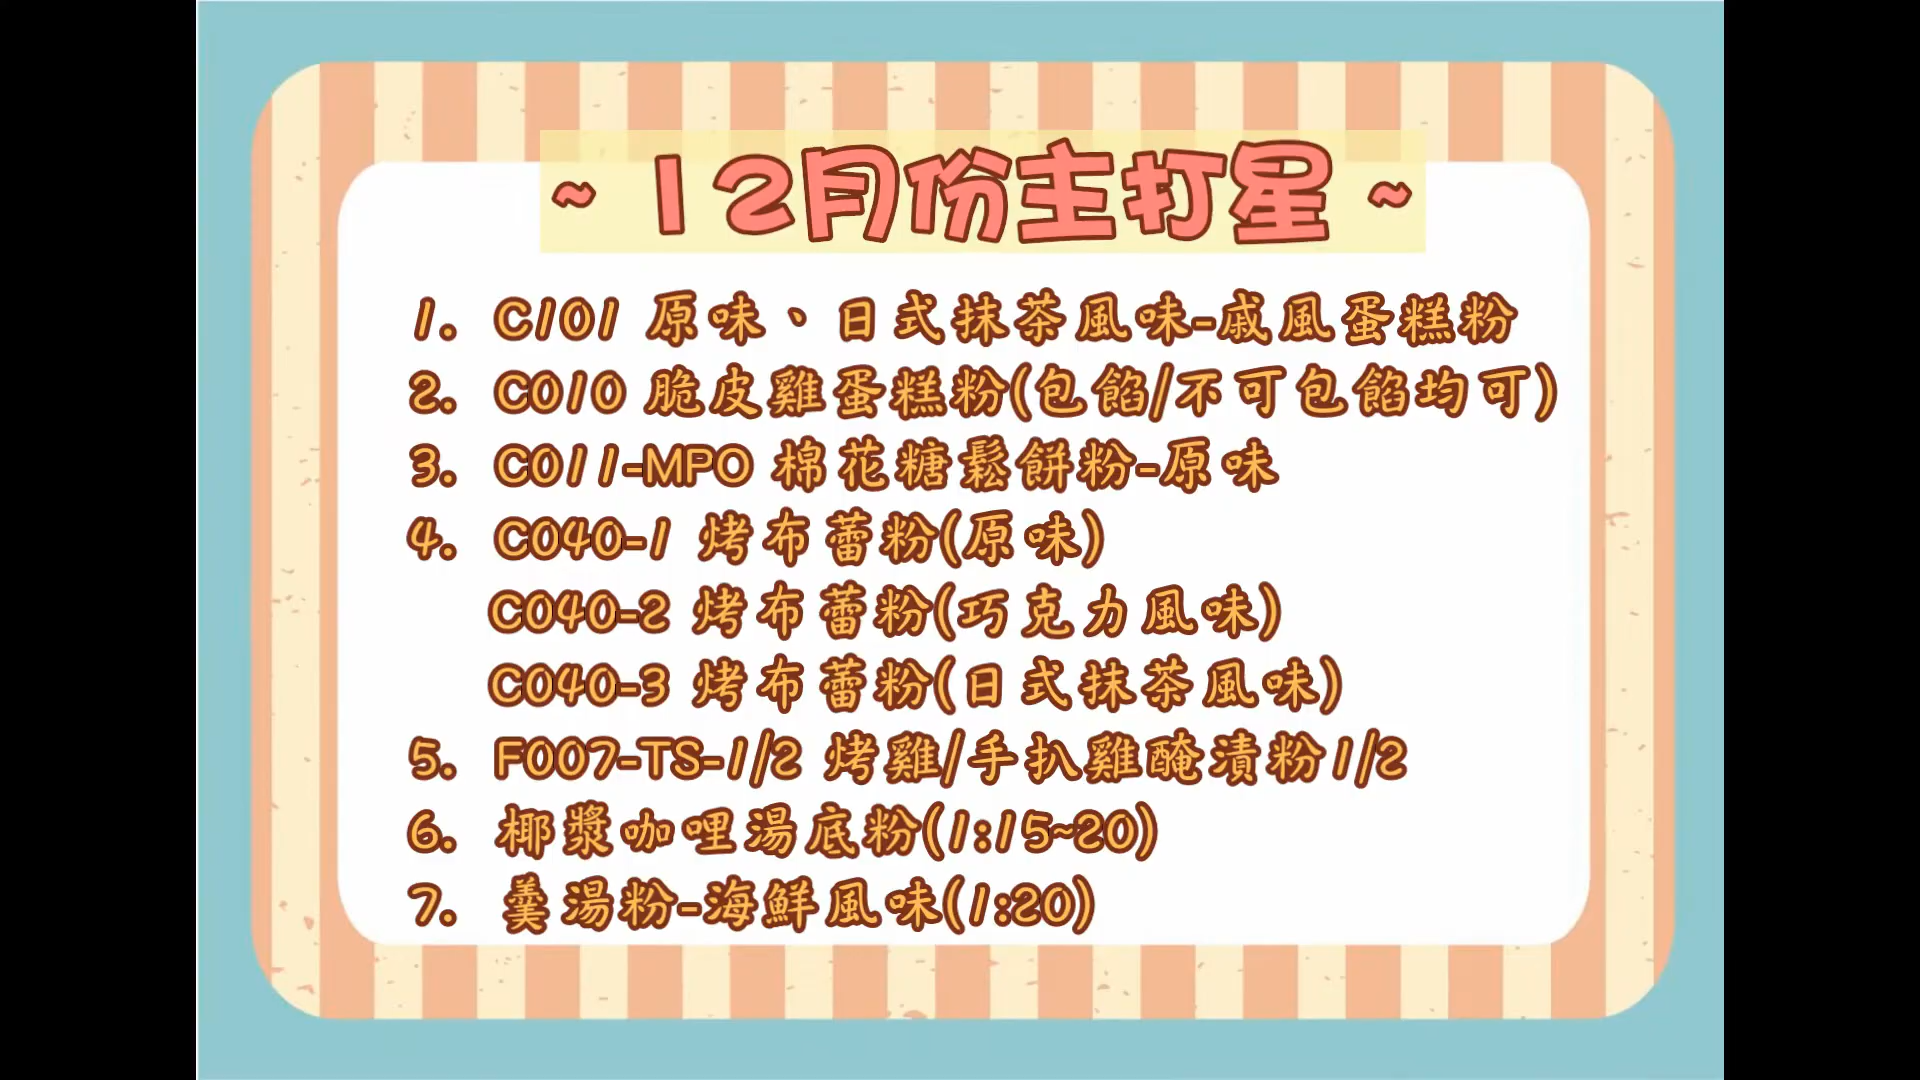 ~ 12月份主打星 ~
1. C101 原味、日式抹茶風味-戚風蛋糕粉
2. C010 脆皮雞蛋糕粉(包餡/不可包餡均可)
3. C011-MPO 棉花糖鬆餅粉-原味
4. C040-1 烤布蕾粉(原味)
C040-2 烤布蕾粉(巧克力風味)
C040-3 烤布蕾粉(日式抹茶風味)
5. F007-TS-1/2 烤雞/手扒雞醃漬粉1/2
6. 椰漿咖哩湯底粉(1:15~20)
7. 羹湯粉-海鮮風味(1:20)